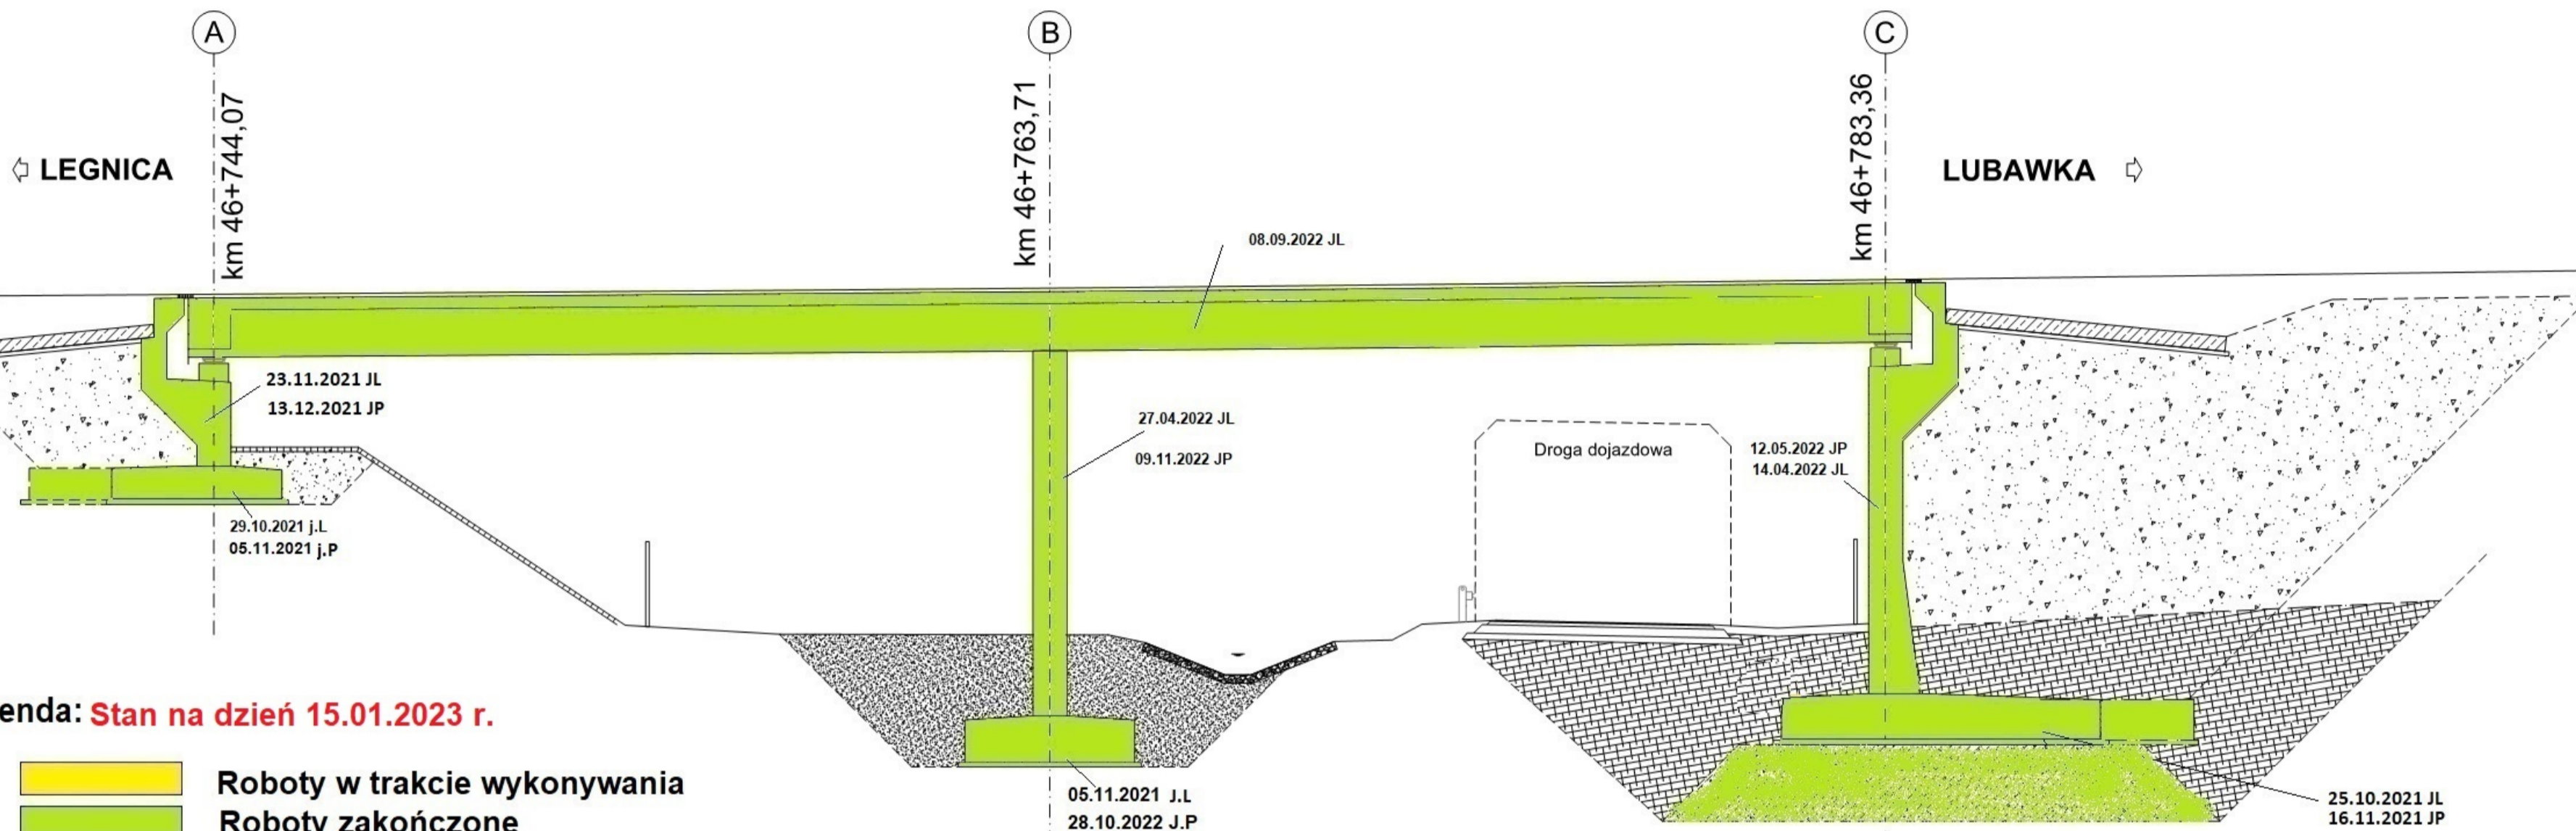 A
B
C
km 46+744,07
km 46+763,71
km 46+783,36
LEGNICA
LUBAWKA
08.09.2022 JL
23.11.2021 JL
13.12.2021 JP
27.04.2022 JL
09.11.2022 JP
Droga dojazdowa
12.05.2022 JP
14.04.2022 JL
29.10.2021 j.L
05.11.2021 j.P
enda: Stan na dzień 15.01.2023 r.
Roboty w trakcie wykonywania
Roboty zakończone
05.11.2021 J.L
28.10.2022 J.P
25.10.2021 JL
16.11.2021 JP